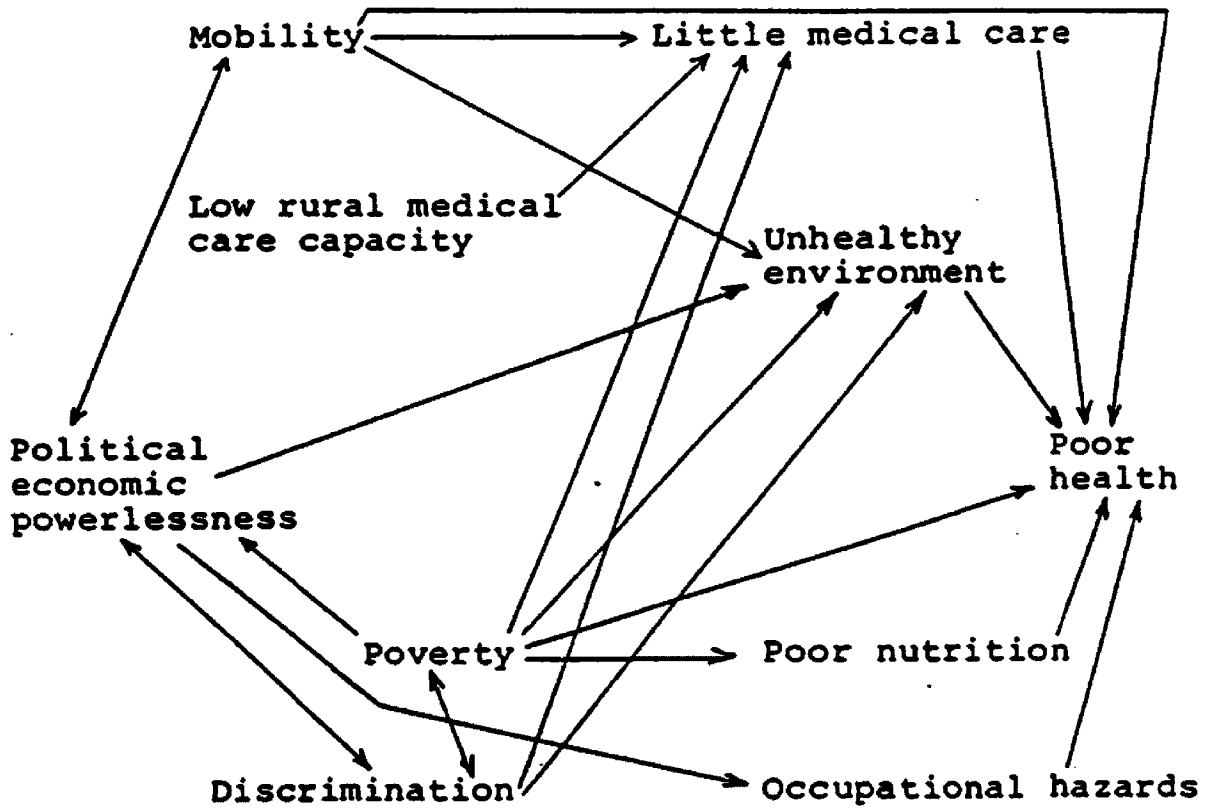 Mobility
Little medical care
Low rural medical
care capacity
Unhealthy
environment
Political
economic
powerlessness
Poor
health
Poverty
Poor nutrition
Discrimination
Occupational hazards